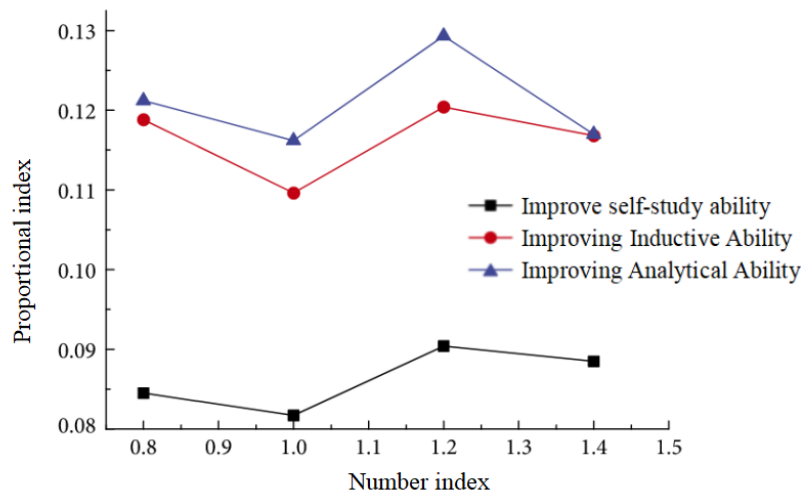 0.13
0.12
0.11
0.10
0.09
0.08
Proportional index
Improve self-study ability
Improving Inductive Ability
Improving Analytical Ability
0.8 0.9 1.0 1.1 1.2 1.3 1.4 1.5
Number index